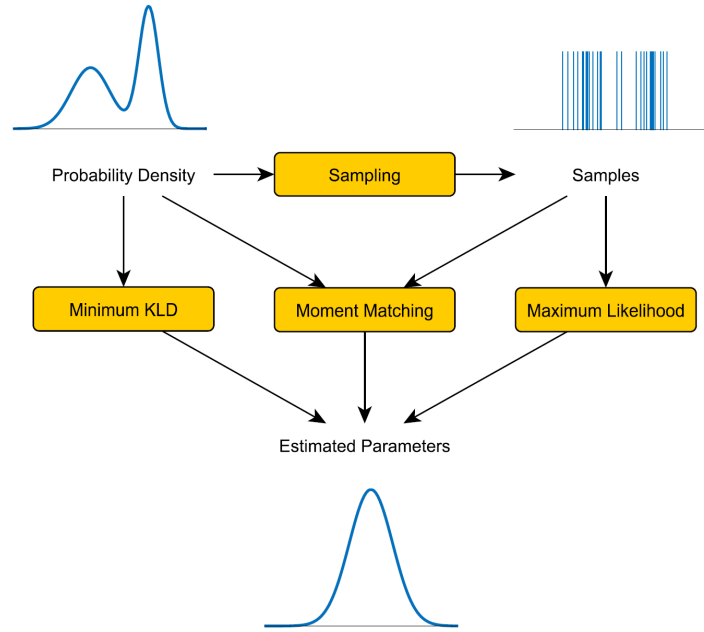 Probability Density
Sampling
Samples
Minimum KLD
Moment Matching
Maximum Likelihood
Estimated Parameters